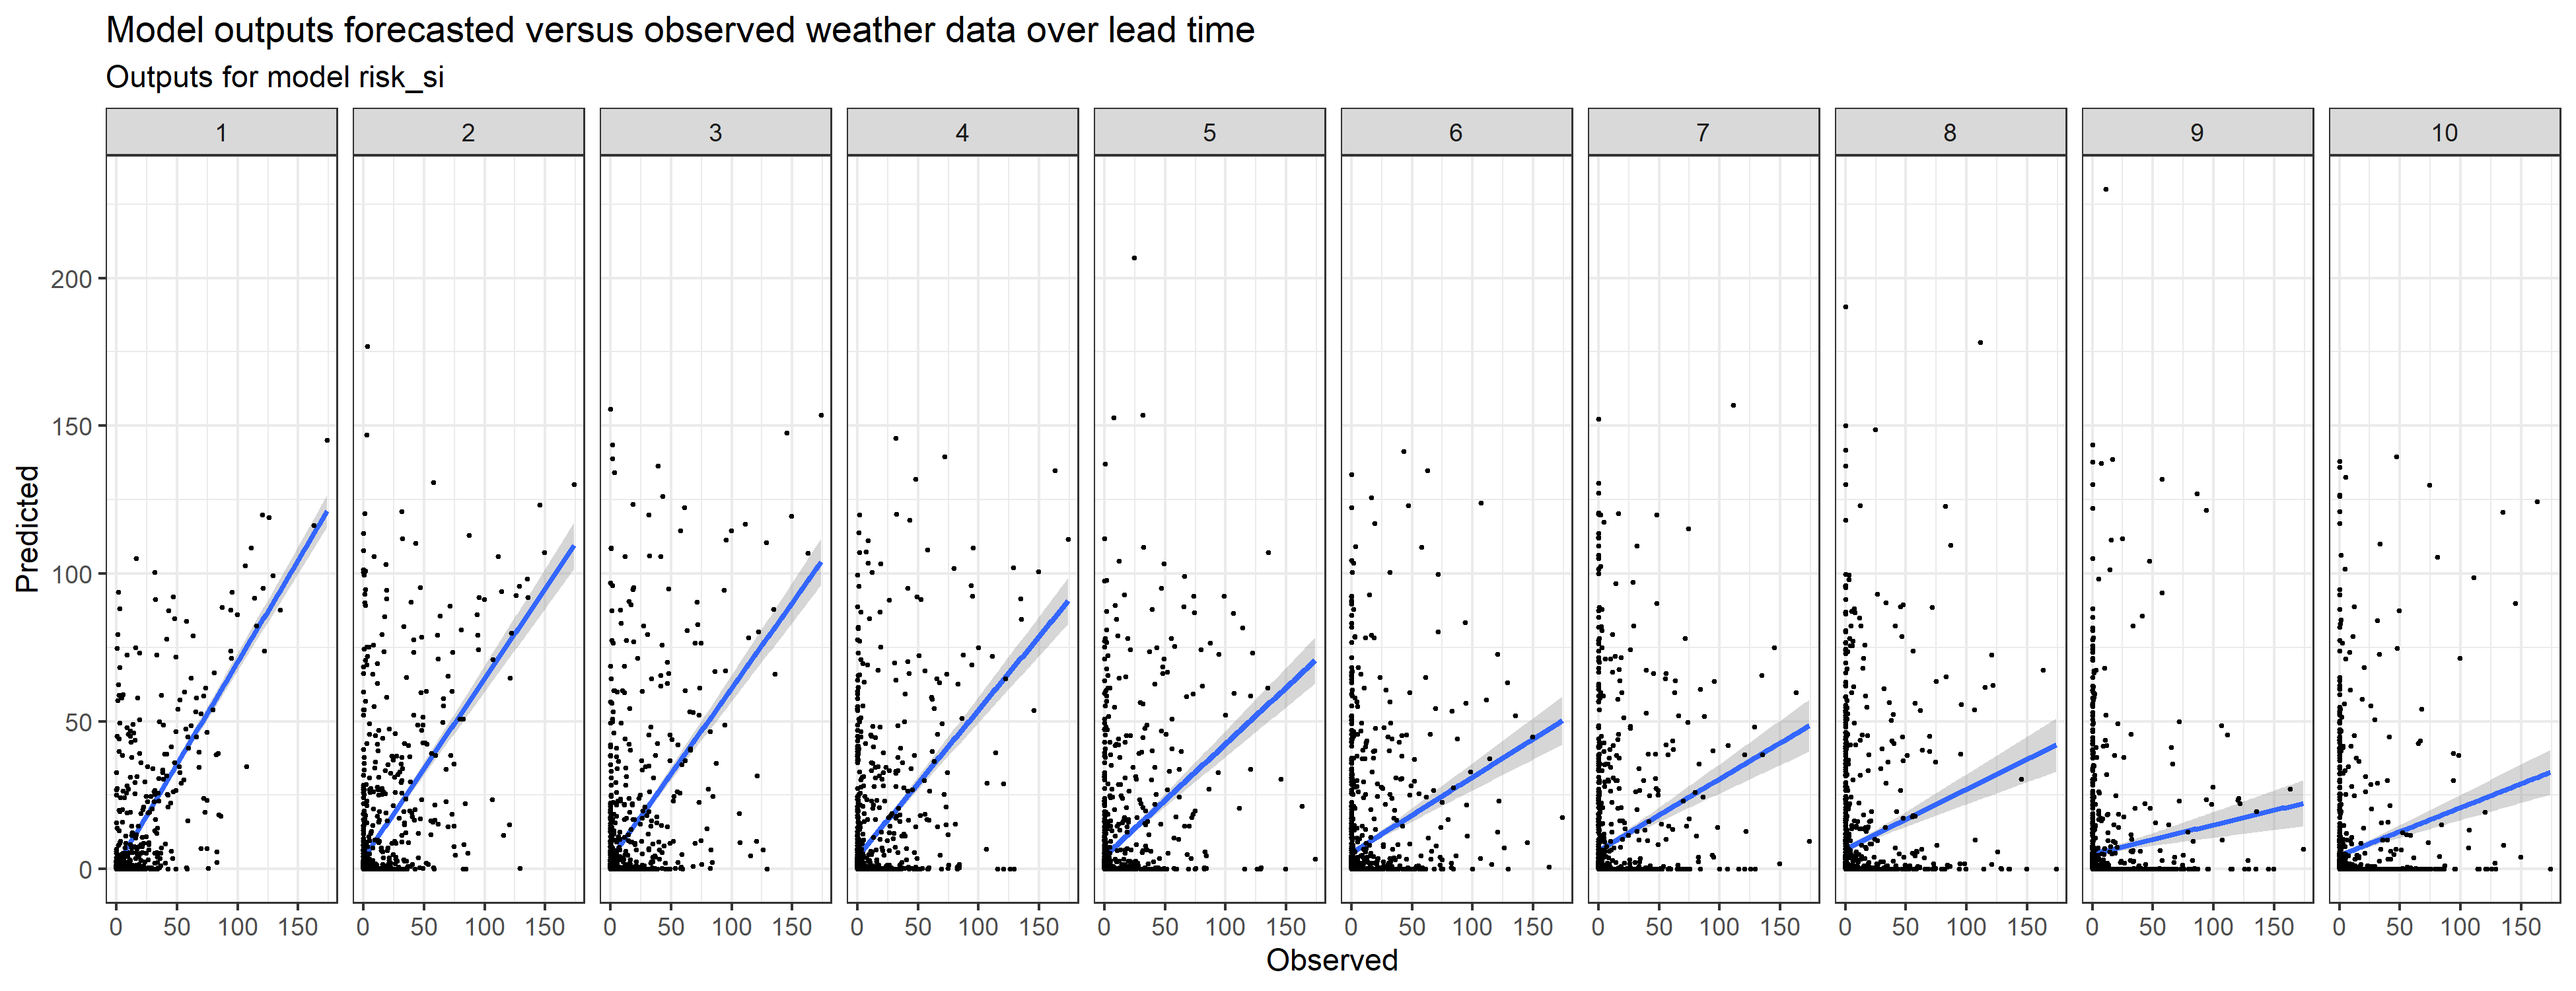 Model outputs forecasted versus observed weather data over lead time
Outputs for model risk_si
1 2 3 4 5 6 7 8 9 10
200
150
100
50
0
Predicted
0 50 100 150 0 50 100 150 0 50 100 150 0 50 100 150 0 50 100 150 0 50 100 150 0 50 100 150 0 50 100 150 0 50 100 150 0 50 100 150
Observed